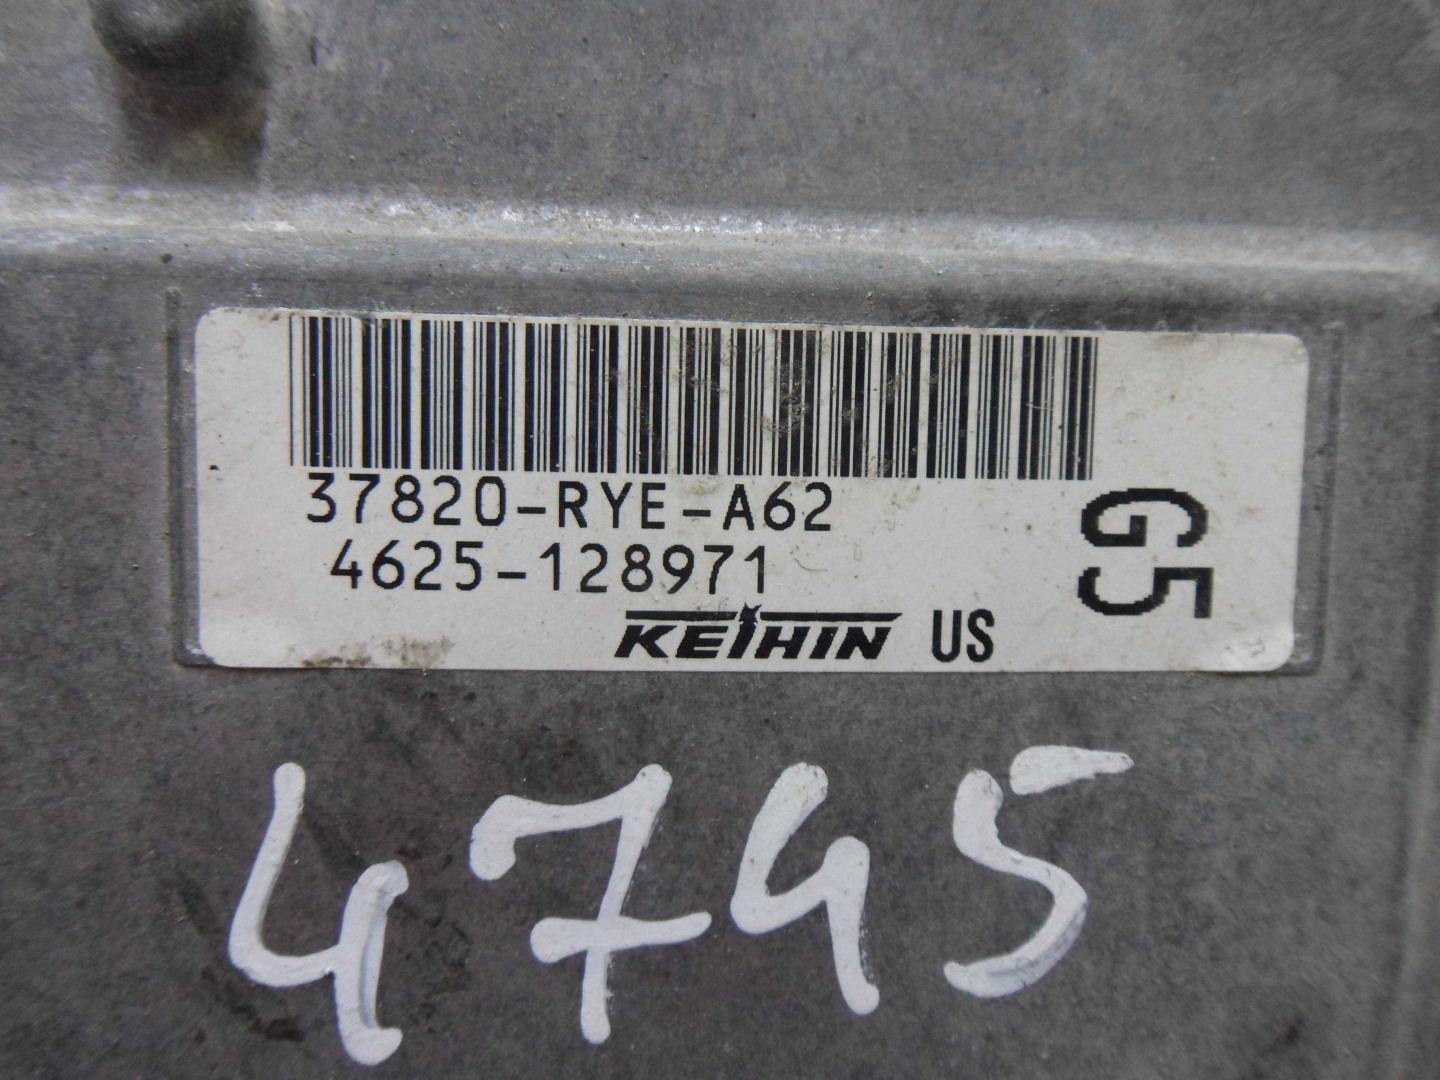 37820-RYE-A62
4625-128971
KEIHIN US
G5
4745